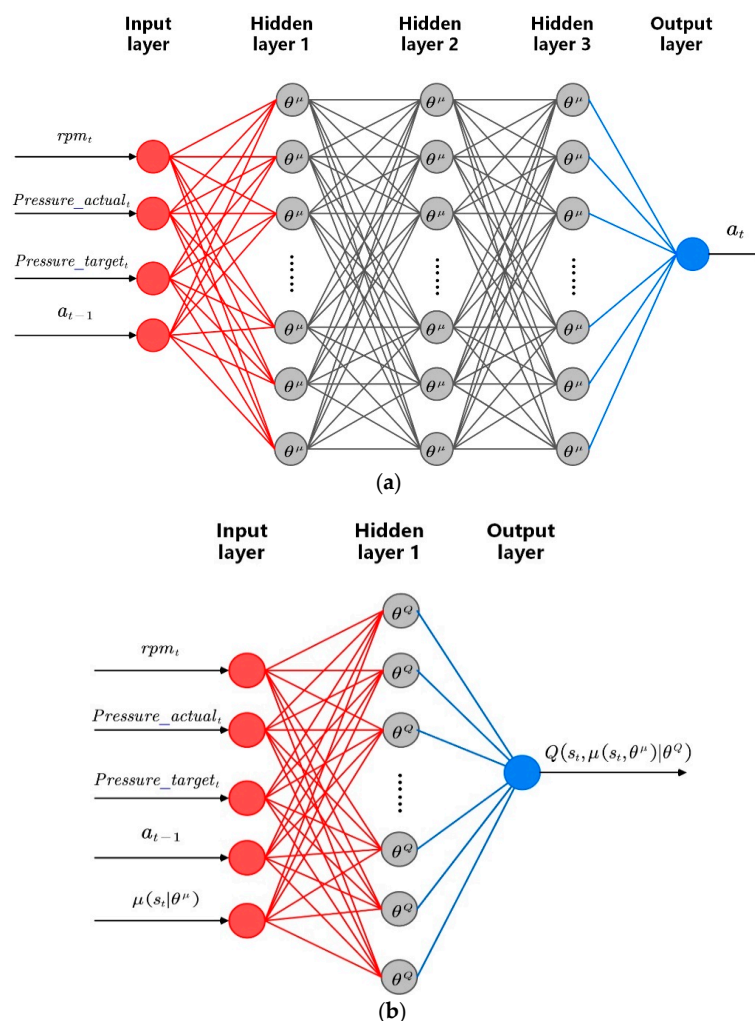 Input layer
Hidden layer 1
Hidden layer 2
Hidden layer 3
Output layer
rpm_t
Pressure_actual_t
Pressure_target_t
a_{t-1}
θ^μ θ^μ θ^μ
θ^μ θ^μ θ^μ
θ^μ θ^μ θ^μ
...... ...... ......
θ^μ θ^μ θ^μ
θ^μ θ^μ θ^μ
θ^μ θ^μ θ^μ
a_t
(a)
Input layer
Hidden layer 1
Output layer
rpm_t
Pressure_actual_t
Pressure_target_t
a_{t-1}
μ(s_t|θ^μ)
θ^Q
θ^Q
θ^Q
......
θ^Q
θ^Q
θ^Q
Q(s_t,μ(s_t,θ^μ)|θ^Q)
(b)